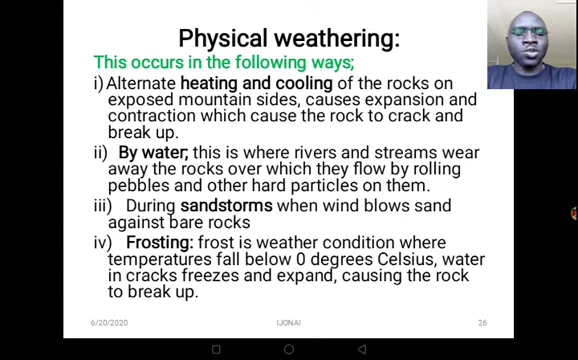 Physical weathering:
This occurs in the following ways;
i) Alternate heating and cooling of the rocks on
exposed mountain sides, causes expansion and
contraction which cause the rock to crack and
break up.
ii) By water; this is where rivers and streams wear
away the rocks over which they flow by rolling
pebbles and other hard particles on them.
iii) During sandstorms when wind blows sand
against bare rocks
iv) Frosting: frost is weather condition where
temperatures fall below 0 degrees Celsius, water
in cracks freezes and expand, causing the rock
to break up.
6/20/2020 IJONAI 26